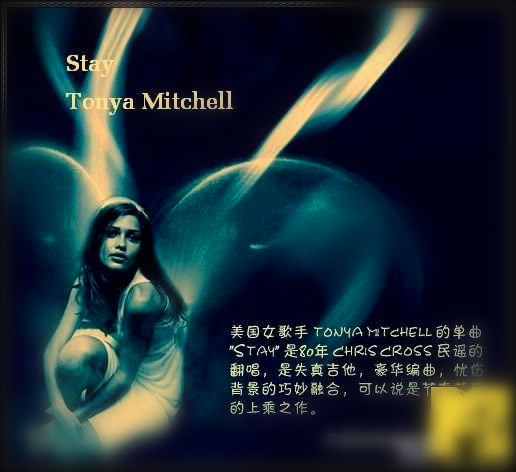 Stay
Tonya Mitchell
美国女歌手 TONYA MITCHELL 的单曲
"STAY" 是80年 CHRIS CROSS 民谣的
翻唱，是失真吉他，豪华编曲，忧伤
背景的巧妙融合，可以说是
的上乘之作。